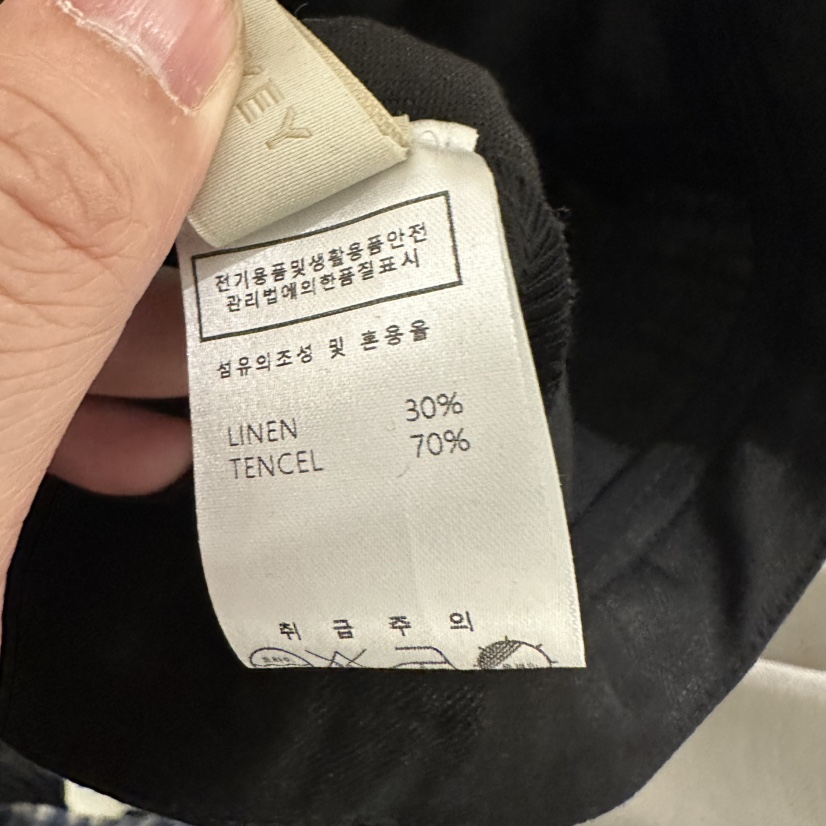 EY
전기용품및생활용품안전
관리법에의한품질표시
섬유의조성 및 혼용율
LINEN 30%
TENCEL 70%
취 급 주 의